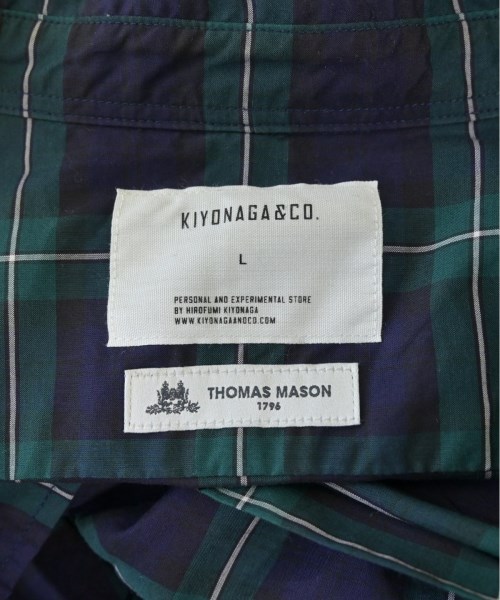 KIYONAGA&CO.
L
PERSONAL AND EXPERIMENTAL STORE
BY HIROFUMI KIYONAGA
WWW.KIYONAGAANDCO.COM
THOMAS MASON
1796